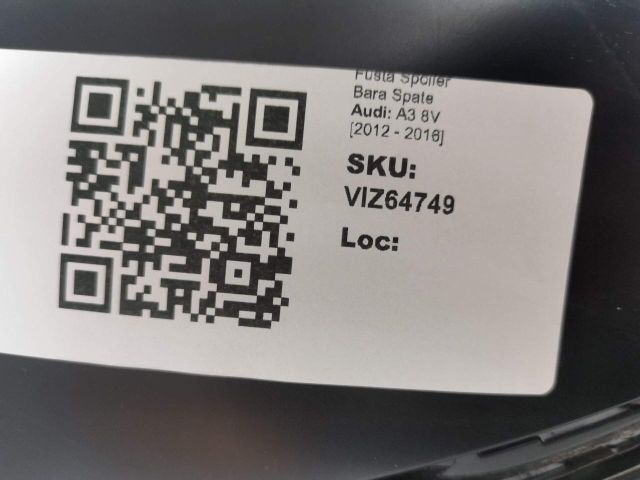 Fusta Spoiler
Bara Spate
Audi: A3 8V
[2012 - 2016]
SKU:
VIZ64749
Loc: